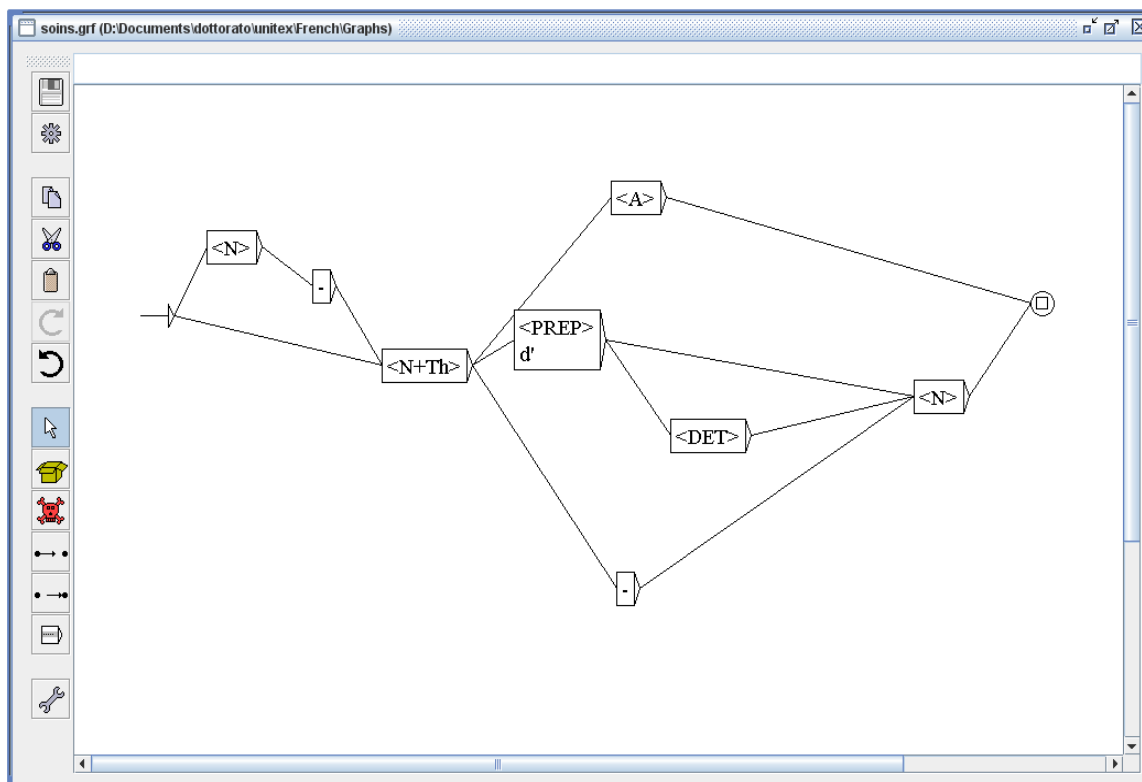 soins.grf (D:\Documents\dottorato\unitex\French\Graphs)
<A>
<N>
-
<PREP>
d'
<N+Th>
<N>
<DET>
-